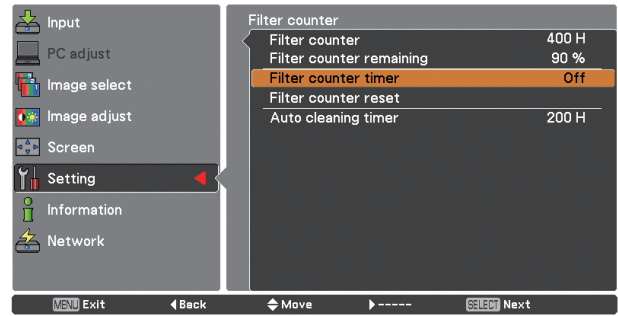 Input
PC adjust
Image select
Image adjust
Screen
Setting
Information
Network
Filter counter
Filter counter 400 H
Filter counter remaining 90 %
Filter counter timer Off
Filter counter reset
Auto cleaning timer 200 H
MENU Exit Back Move ----- SELECT Next